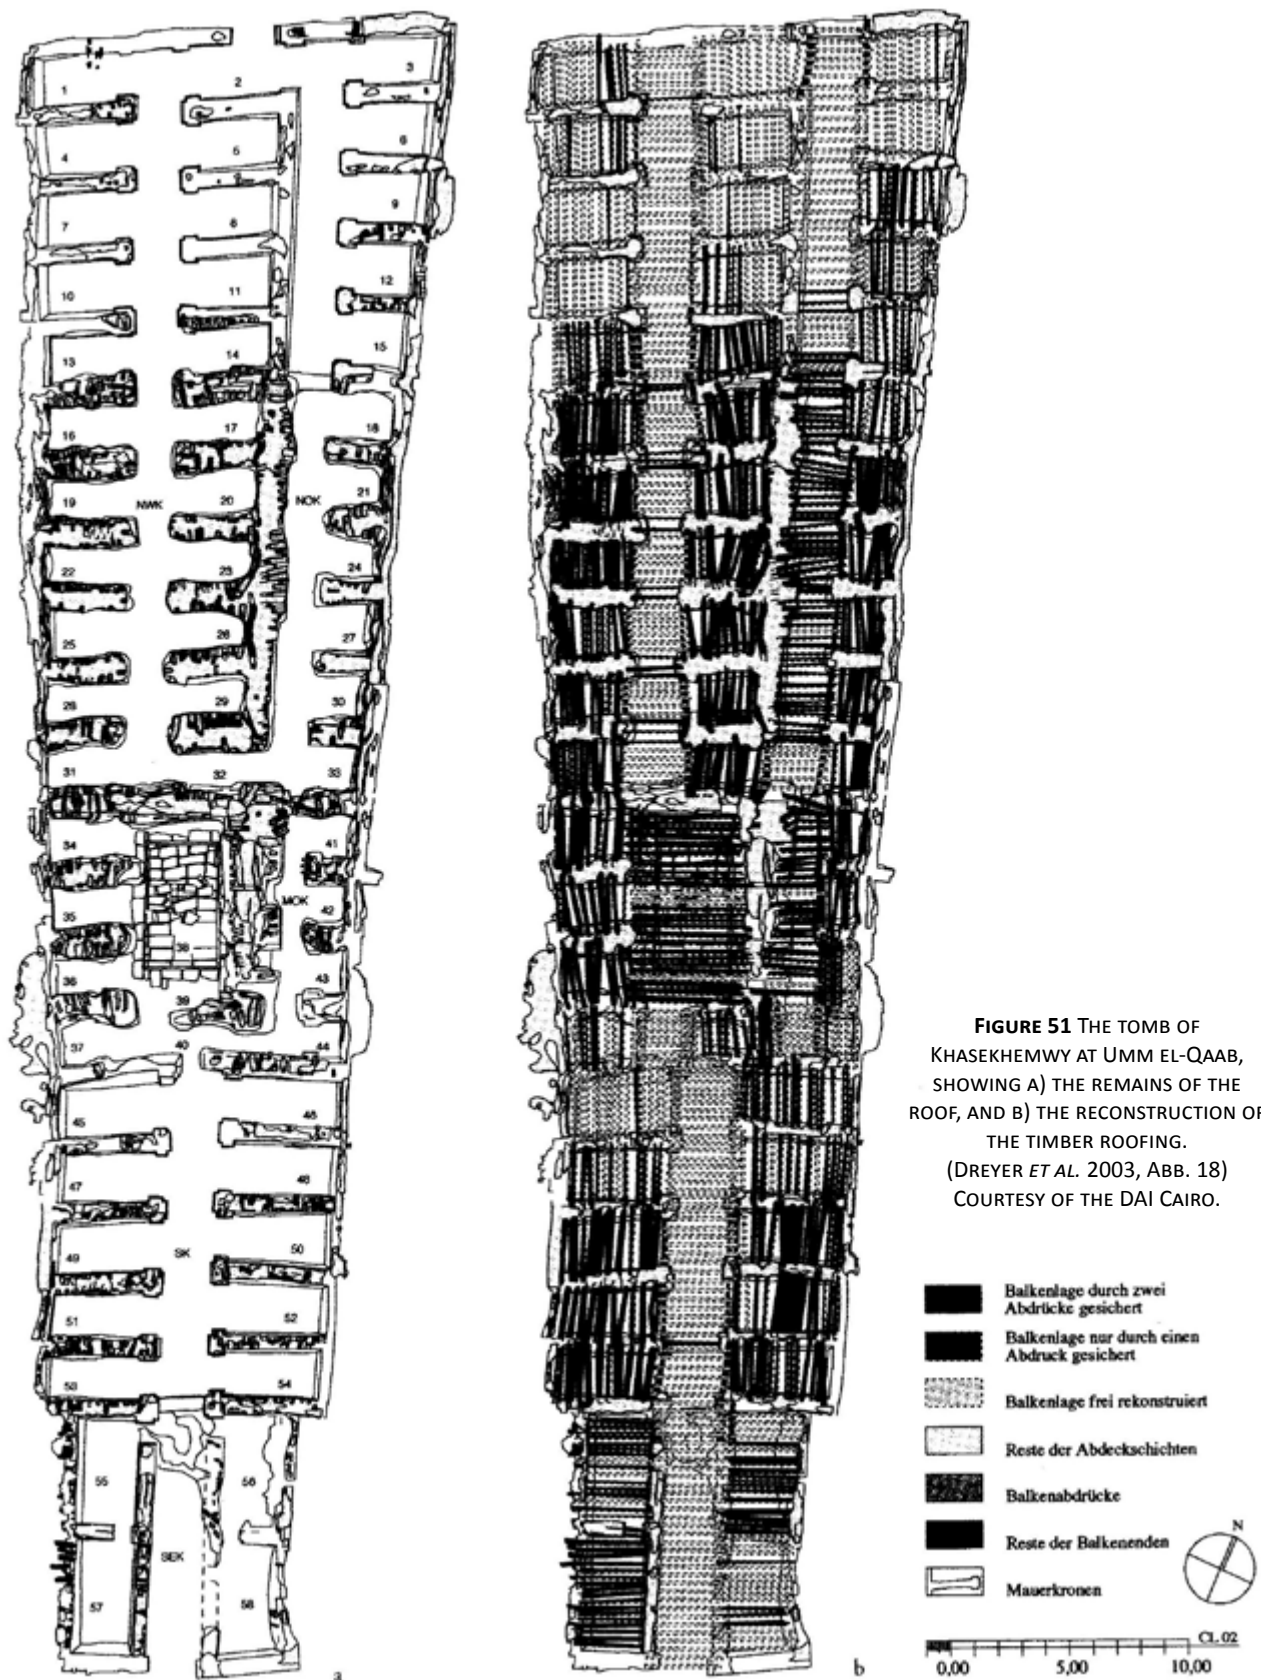 1
2
3
4
5
6
7
8
9
10
11
12
13
14
15
16
17
18
19
NWK
20
NOK
21
22
23
24
25
26
27
28
29
30
31
32
33
34
41
35
MOK
42
38
36
39
43
37
40
44
45
46
47
48
49
SK
50
51
52
53
54
55
56
SEK
57
58
a
b
FIGURE 51 THE TOMB OF
KHASEKHEMWY AT UMM EL-QAAB,
SHOWING A) THE REMAINS OF THE
ROOF, AND B) THE RECONSTRUCTION OF
THE TIMBER ROOFING.
(DREYER ET AL. 2003, ABB. 18)
COURTESY OF THE DAI CAIRO.
Balkenlage durch zwei
Abdrücke gesichert
Balkenlage nur durch einen
Abdruck gesichert
Balkenlage frei rekonstruiert
Reste der Abdeckschichten
Balkenabdrücke
Reste der Balkenenden
Mauerkronen
N
CL. 02
0,00 5,00 10,00